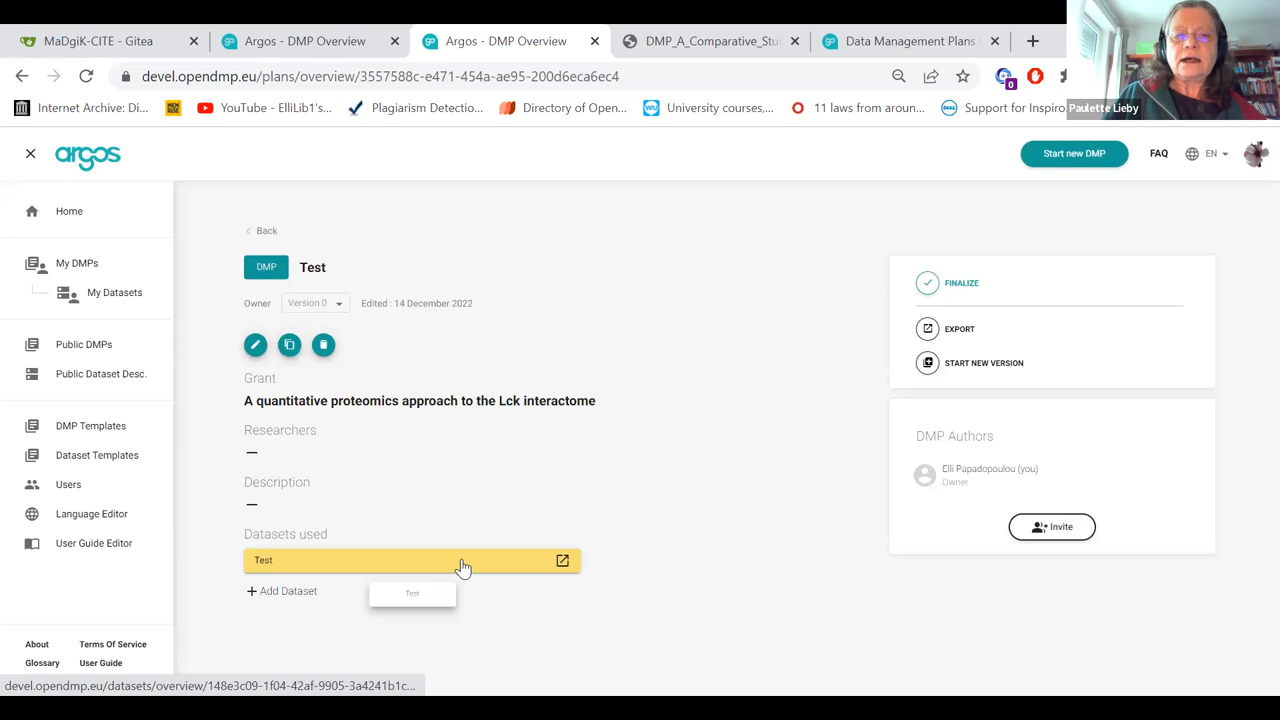 MaDgiK-CITE - Gitea
Argos - DMP Overview
Argos - DMP Overview
DMP_A_Comparative_Stu
Data Management Plans
devel.opendmp.eu/plans/overview/3557588c-e471-454a-ae95-200d6eca6ec4
0
Internet Archive: Di...
YouTube - ElliLib1's...
Plagiarism Detectio...
Directory of Open...
University courses,...
11 laws from aroun...
Support for Inspiro
Paulette Lieby
argos
Start new DMP
FAQ
EN
Home
My DMPs
My Datasets
Public DMPs
Public Dataset Desc.
DMP Templates
Dataset Templates
Users
Language Editor
User Guide Editor
About
Terms Of Service
Glossary
User Guide
Back
DMP
Test
Owner
Version 0
Edited : 14 December 2022
Grant
A quantitative proteomics approach to the Lck interactome
Researchers
—
Description
—
Datasets used
Test
+ Add Dataset
Test
FINALIZE
EXPORT
START NEW VERSION
DMP Authors
Elli Papadopoulou (you)
Owner
Invite
devel.opendmp.eu/datasets/overview/148e3c09-1f04-42af-9905-3a4241b1c...